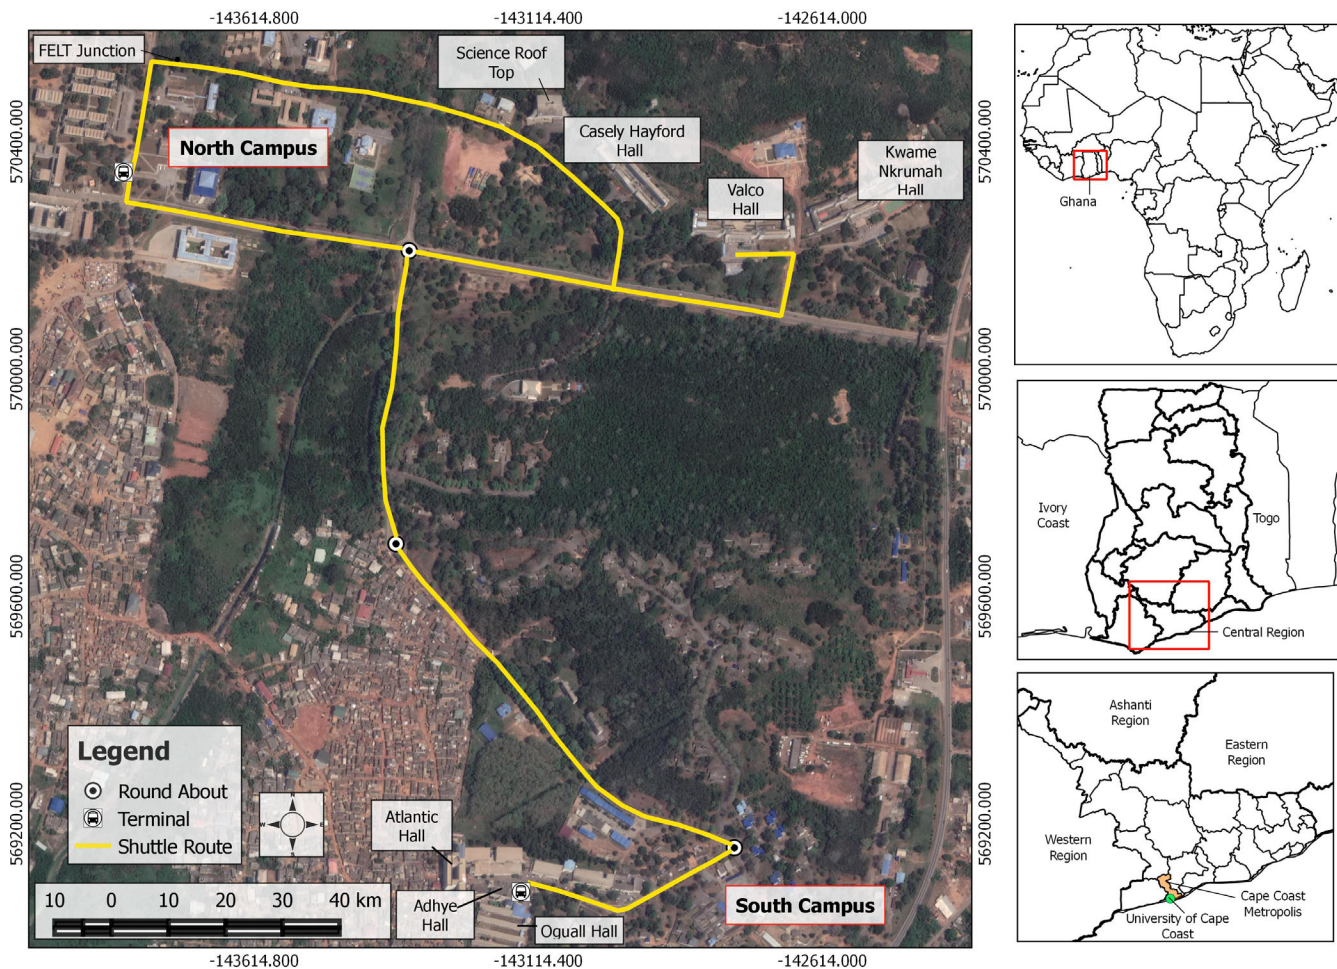 -143614.800
-143114.400
-142614.000
FELT Junction
Science Roof
Top
Casely Hayford
Hall
Kwame
Nkrumah
Hall
Valco
Hall
North Campus
570400.000
570400.000
570000.000
570000.000
569600.000
569600.000
569200.000
569200.000
Legend
Round About
Terminal
Shuttle Route
N
W
E
S
Atlantic
Hall
Adhye
Hall
Oguall Hall
South Campus
10
0
10
20
30
40 km
-143614.800
-143114.400
-142614.000
Ghana
Ivory
Coast
Togo
Central Region
Ashanti
Region
Eastern
Region
Western
Region
Cape Coast
Metropolis
University of Cape
Coast